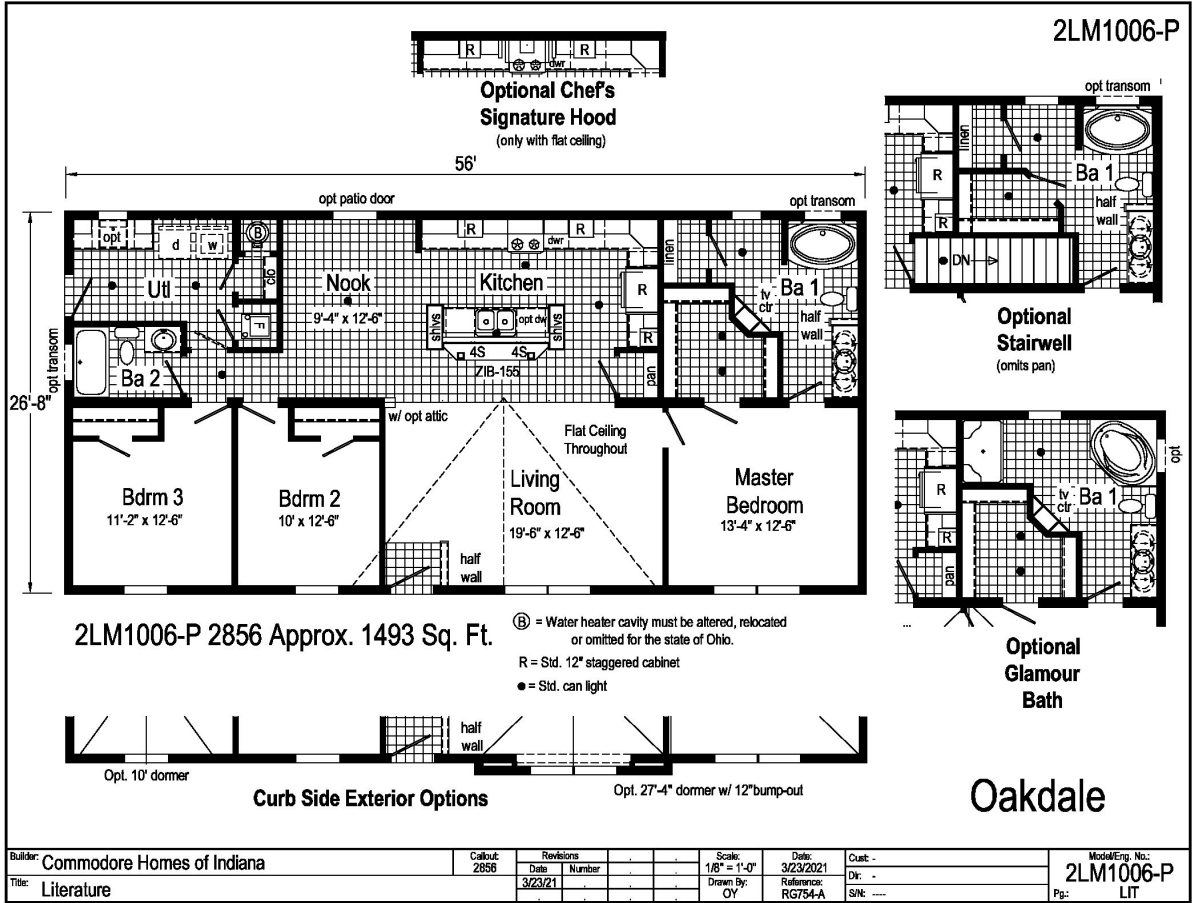 2LM1006-P
R
R
dwr
Optional Chef's
Signature Hood
(only with flat ceiling)
56'
opt patio door
opt transom
26'-8"
opt transom
opt
d
w
B
clo
Utl
F
Ba 2
Nook
9'-4" x 12'-6"
R
R
dwr
Kitchen
R
R
shlvs
opt dw
shlvs
4S
4S
ZIB-155
pan
linen
Ba 1
tv
ctr
half
wall
w/ opt attic
Flat Ceiling
Throughout
Bdrm 3
11'-2" x 12'-6"
Bdrm 2
10' x 12'-6"
Living
Room
19'-6" x 12'-6"
Master
Bedroom
13'-4" x 12'-6"
half
wall
opt transom
linen
R
R
Ba 1
half
wall
DN
Optional
Stairwell
(omits pan)
R
R
pan
tv
ctr
Ba 1
opt
...
Optional
Glamour
Bath
2LM1006-P 2856 Approx. 1493 Sq. Ft.
B = Water heater cavity must be altered, relocated
or omitted for the state of Ohio.
R = Std. 12" staggered cabinet
● = Std. can light
half
wall
Opt. 10' dormer
Curb Side Exterior Options
Opt. 27'-4" dormer w/ 12"bump-out
Oakdale
Builder: Commodore Homes of Indiana
Title: Literature
Callout:
2856
Revisions
Date Number
3/23/21
Scale:
1/8" = 1'-0"
Drawn By:
OY
Date:
3/23/2021
Reference:
RG754-A
Cust: -
Dir: -
S/N: ----
Model/Eng. No.:
2LM1006-P
Pg.: LIT